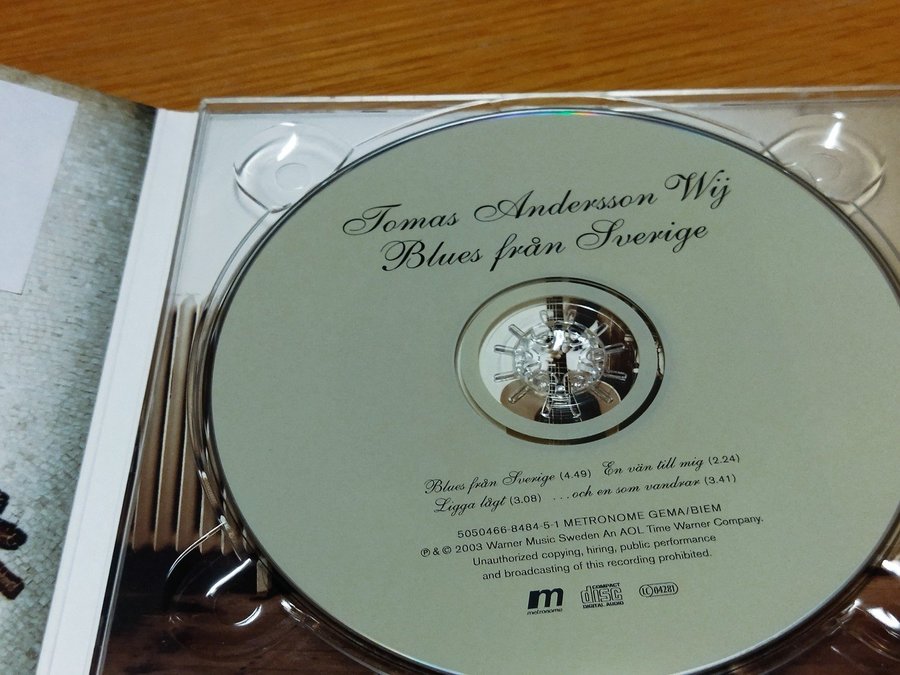 Tomas Andersson Wij
Blues från Sverige
Blues från Sverige (4.49) En vän till mig (2.24)
Ligga lågt (3.08) ...och en som vandrar (3.41)
5050466-8484-5-1 METRONOME GEMA/BIEM
℗ & © 2003 Warner Music Sweden An AOL Time Warner Company.
Unauthorized copying, hiring, public performance
and broadcasting of this recording prohibited.
m
metronome
COMPACT
disc
DIGITAL AUDIO
LC 04281